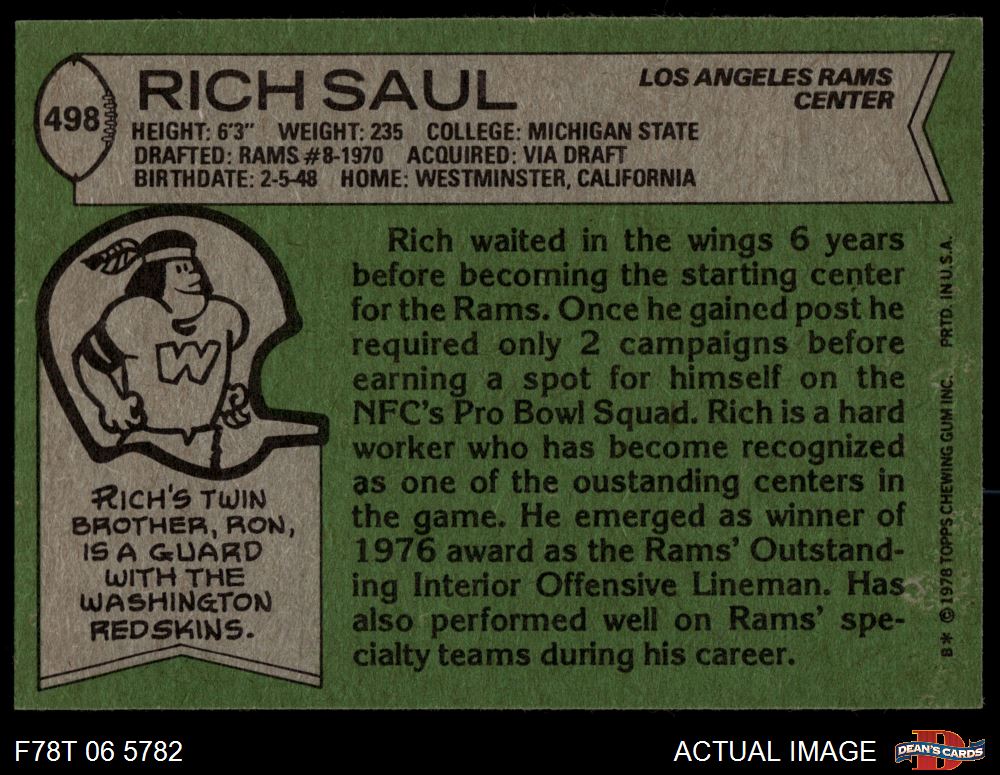 498
RICH SAUL
LOS ANGELES RAMS
CENTER
HEIGHT: 6'3" WEIGHT: 235 COLLEGE: MICHIGAN STATE
DRAFTED: RAMS #8-1970 ACQUIRED: VIA DRAFT
BIRTHDATE: 2-5-48 HOME: WESTMINSTER, CALIFORNIA
W
RICH'S TWIN
BROTHER, RON,
IS A GUARD
WITH THE
WASHINGTON
REDSKINS.
Rich waited in the wings 6 years
before becoming the starting center
for the Rams. Once he gained post he
required only 2 campaigns before
earning a spot for himself on the
NFC's Pro Bowl Squad. Rich is a hard
worker who has become recognized
as one of the oustanding centers in
the game. He emerged as winner of
1976 award as the Rams' Outstand-
ing Interior Offensive Lineman. Has
also performed well on Rams' spe-
cialty teams during his career.
B* © 1978 TOPPS CHEWING GUM INC. PRTD. IN U.S.A.
F78T 06 5782
ACTUAL IMAGE
D
DEAN'S CARDS